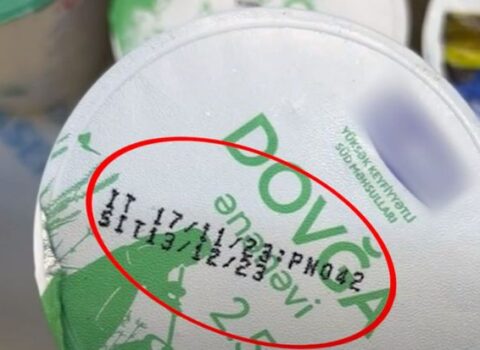 YÜKSƏK KEYFİYYƏTLİ
SÜD MƏHSULLARI
DOVĞA
ənənəvi
IT 17/11/23:PN042
SIT13/12/23